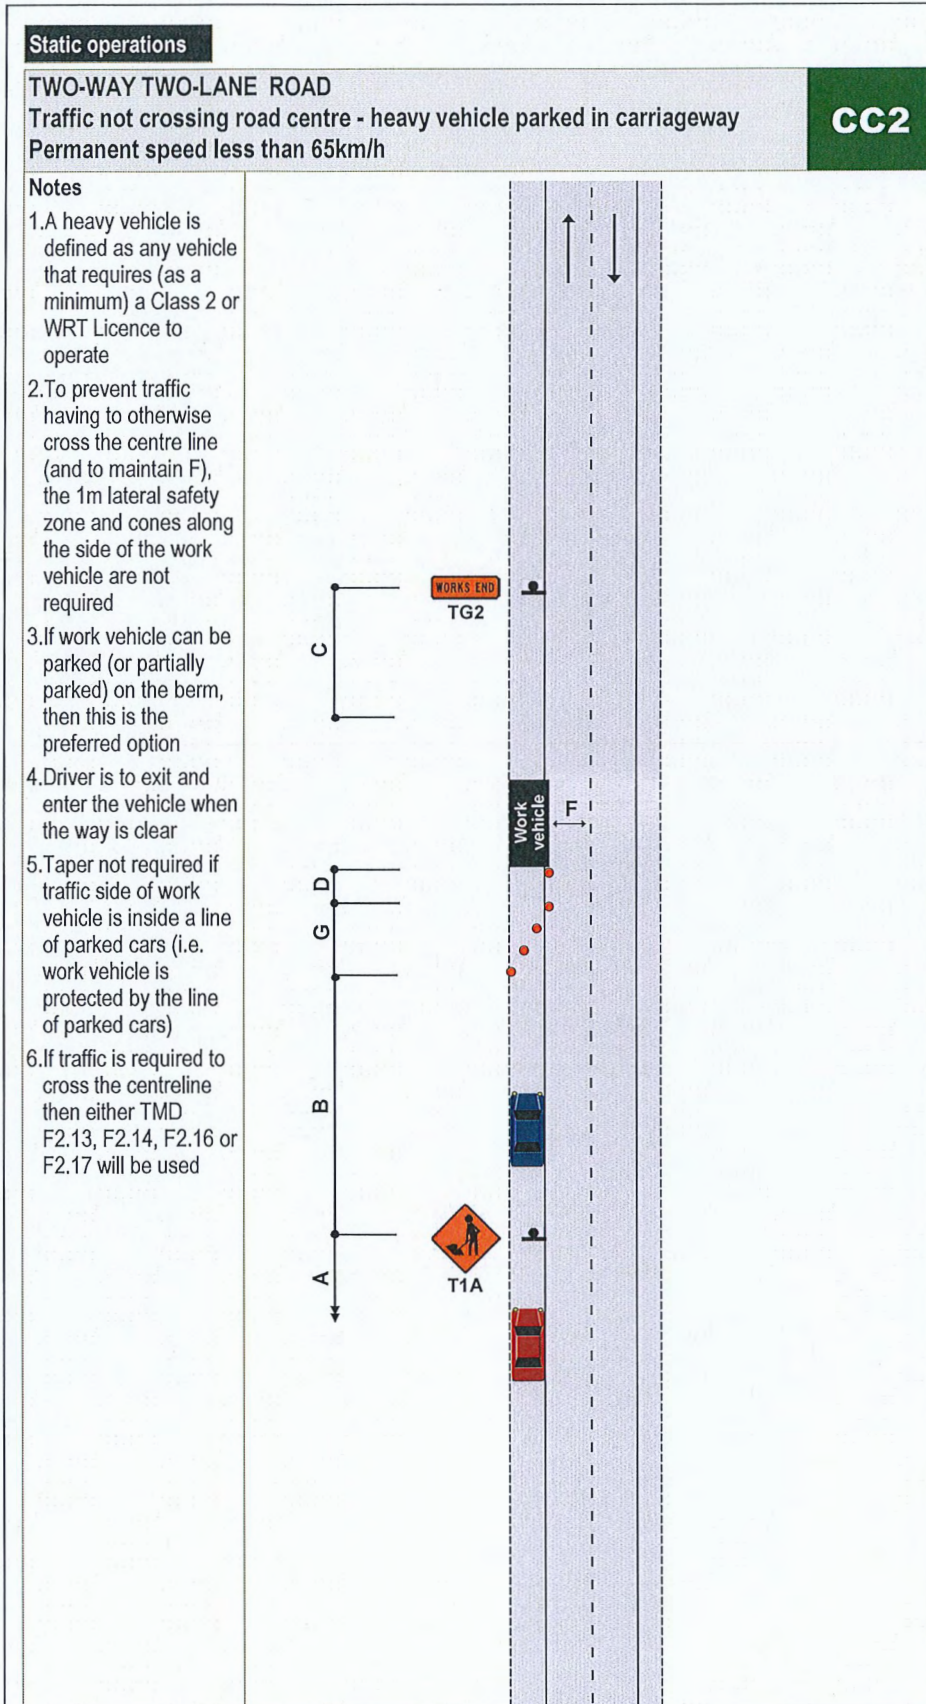 Static operations
TWO-WAY TWO-LANE ROAD
Traffic not crossing road centre - heavy vehicle parked in carriageway
Permanent speed less than 65km/h
CC2
Notes
1.A heavy vehicle is
defined as any vehicle
that requires (as a
minimum) a Class 2 or
WRT Licence to
operate
2.To prevent traffic
having to otherwise
cross the centre line
(and to maintain F),
the 1m lateral safety
zone and cones along
the side of the work
vehicle are not
required
3.If work vehicle can be
parked (or partially
parked) on the berm,
then this is the
preferred option
4.Driver is to exit and
enter the vehicle when
the way is clear
5.Taper not required if
traffic side of work
vehicle is inside a line
of parked cars (i.e.
work vehicle is
protected by the line
of parked cars)
6.If traffic is required to
cross the centreline
then either TMD
F2.13, F2.14, F2.16 or
F2.17 will be used
WORKS END
TG2
C
Work
vehicle
F
D
G
B
T1A
A